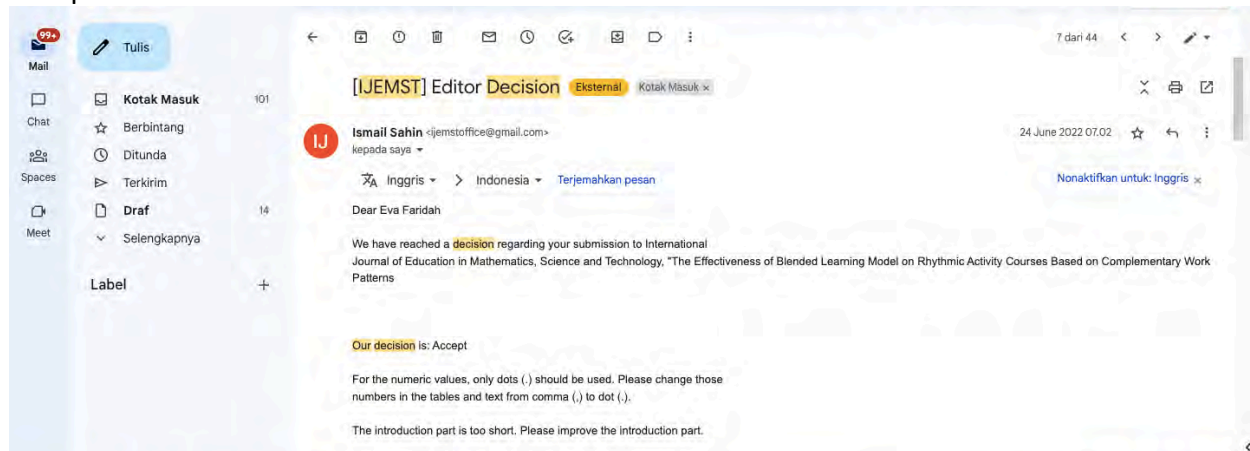 99+
Mail
Chat
Spaces
Meet
Tulis
Kotak Masuk 101
Berbintang
Ditunda
Terkirim
Draf 14
Selengkapnya
Label +
7 dari 44
[IJEMST] Editor Decision Eksternal Kotak Masuk ×
IJ
Ismail Sahin <ijemstoffice@gmail.com> 24 June 2022 07.02
kepada saya
Inggris > Indonesia Terjemahkan pesan Nonaktifkan untuk: Inggris ×
Dear Eva Faridah
We have reached a decision regarding your submission to International
Journal of Education in Mathematics, Science and Technology, "The Effectiveness of Blended Learning Model on Rhythmic Activity Courses Based on Complementary Work
Patterns
Our decision is: Accept
For the numeric values, only dots (.) should be used. Please change those
numbers in the tables and text from comma (,) to dot (.).
The introduction part is too short. Please improve the introduction part.